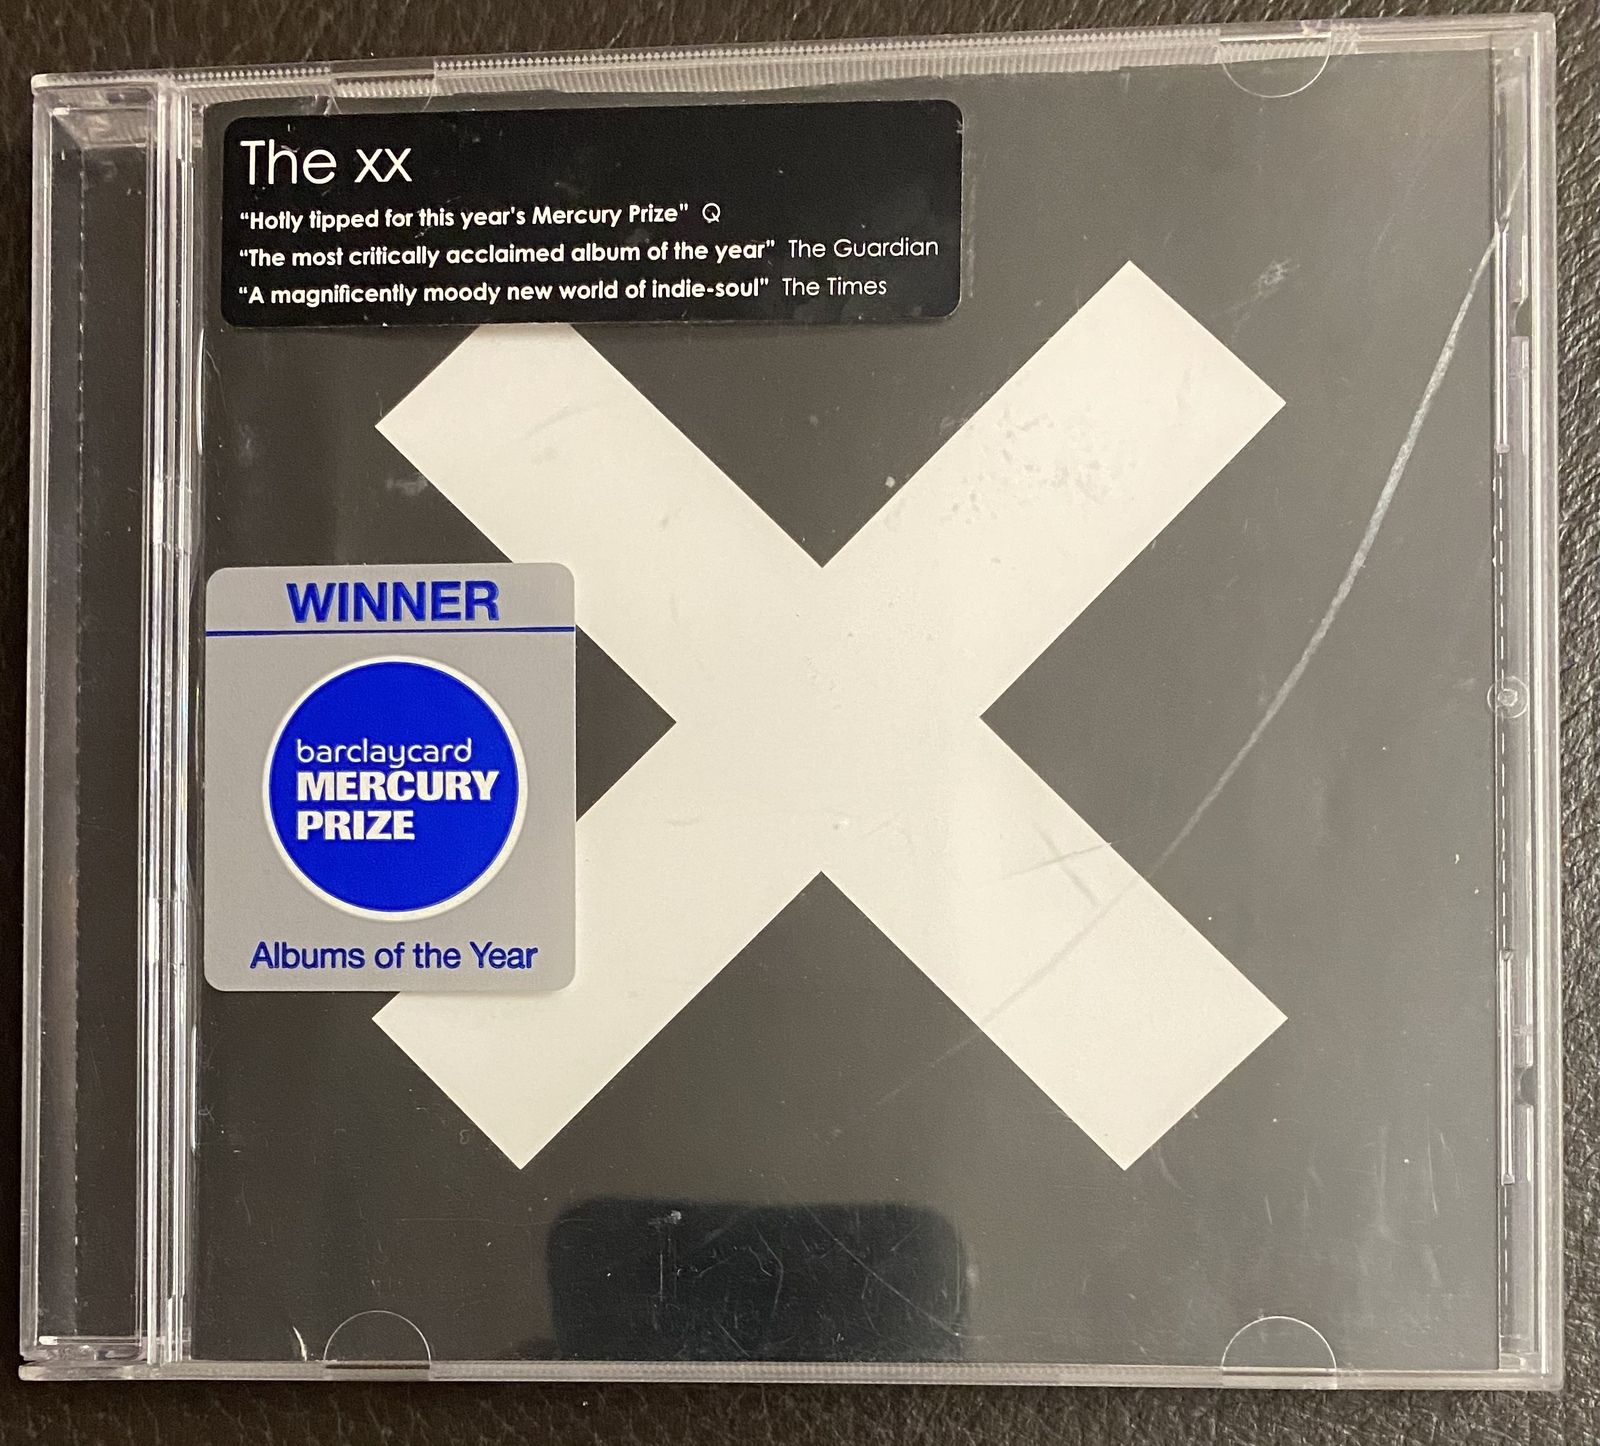 The xx
“Hotly tipped for this year's Mercury Prize” Q
“The most critically acclaimed album of the year” The Guardian
“A magnificently moody new world of indie-soul” The Times
WINNER
barclaycard
MERCURY
PRIZE
Albums of the Year